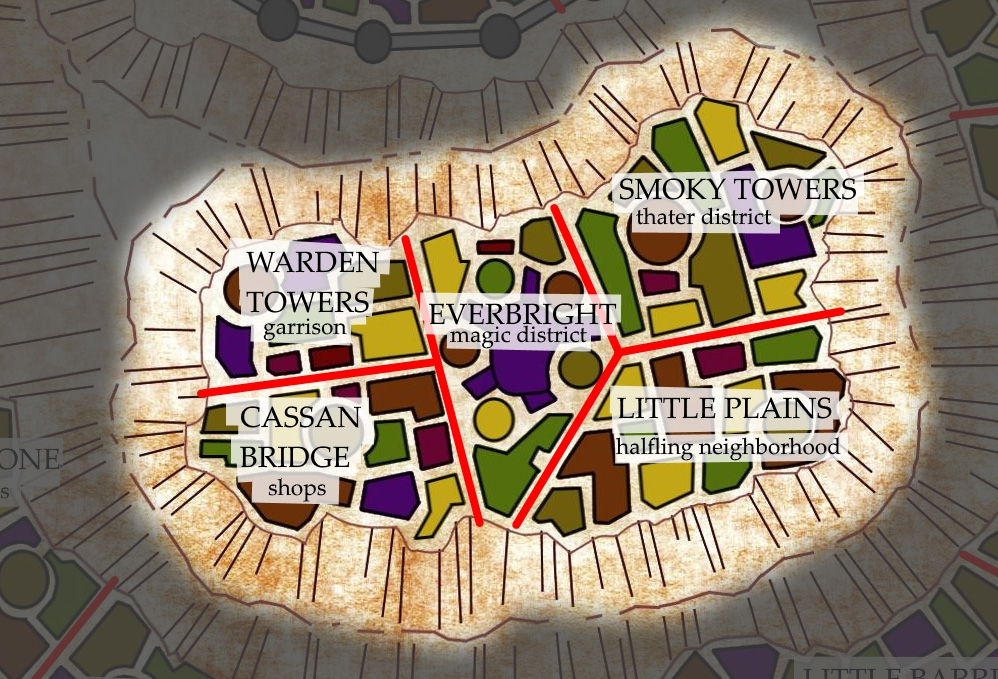 SMOKY TOWERS
thater district
WARDEN
TOWERS
garrison
EVERBRIGHT
magic district
CASSAN
BRIDGE
shops
LITTLE PLAINS
halfling neighborhood
ONE
s
LITTLE BARRI